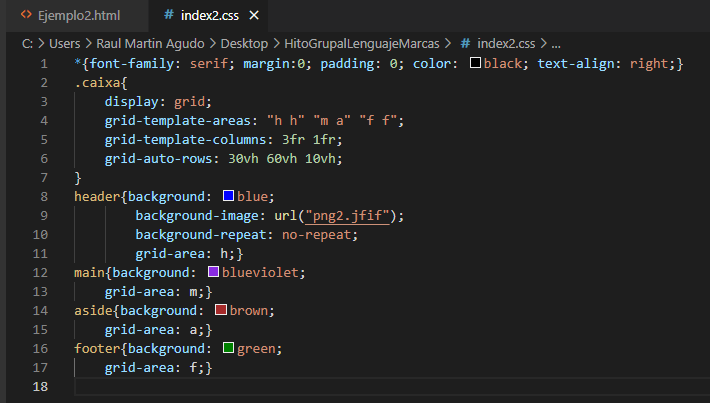 Ejemplo2.html # index2.css
C: > Users > Raul Martin Agudo > Desktop > HitoGrupalLenguajeMarcas > # index2.css > ...
1 *{font-family: serif; margin:0; padding: 0; color: black; text-align: right;}
2 .caixa{
3 display: grid;
4 grid-template-areas: "h h" "m a" "f f";
5 grid-template-columns: 3fr 1fr;
6 grid-auto-rows: 30vh 60vh 10vh;
7 }
8 header{background: blue;
9 background-image: url("png2.jfif");
10 background-repeat: no-repeat;
11 grid-area: h;}
12 main{background: blueviolet;
13 grid-area: m;}
14 aside{background: brown;
15 grid-area: a;}
16 footer{background: green;
17 grid-area: f;}
18